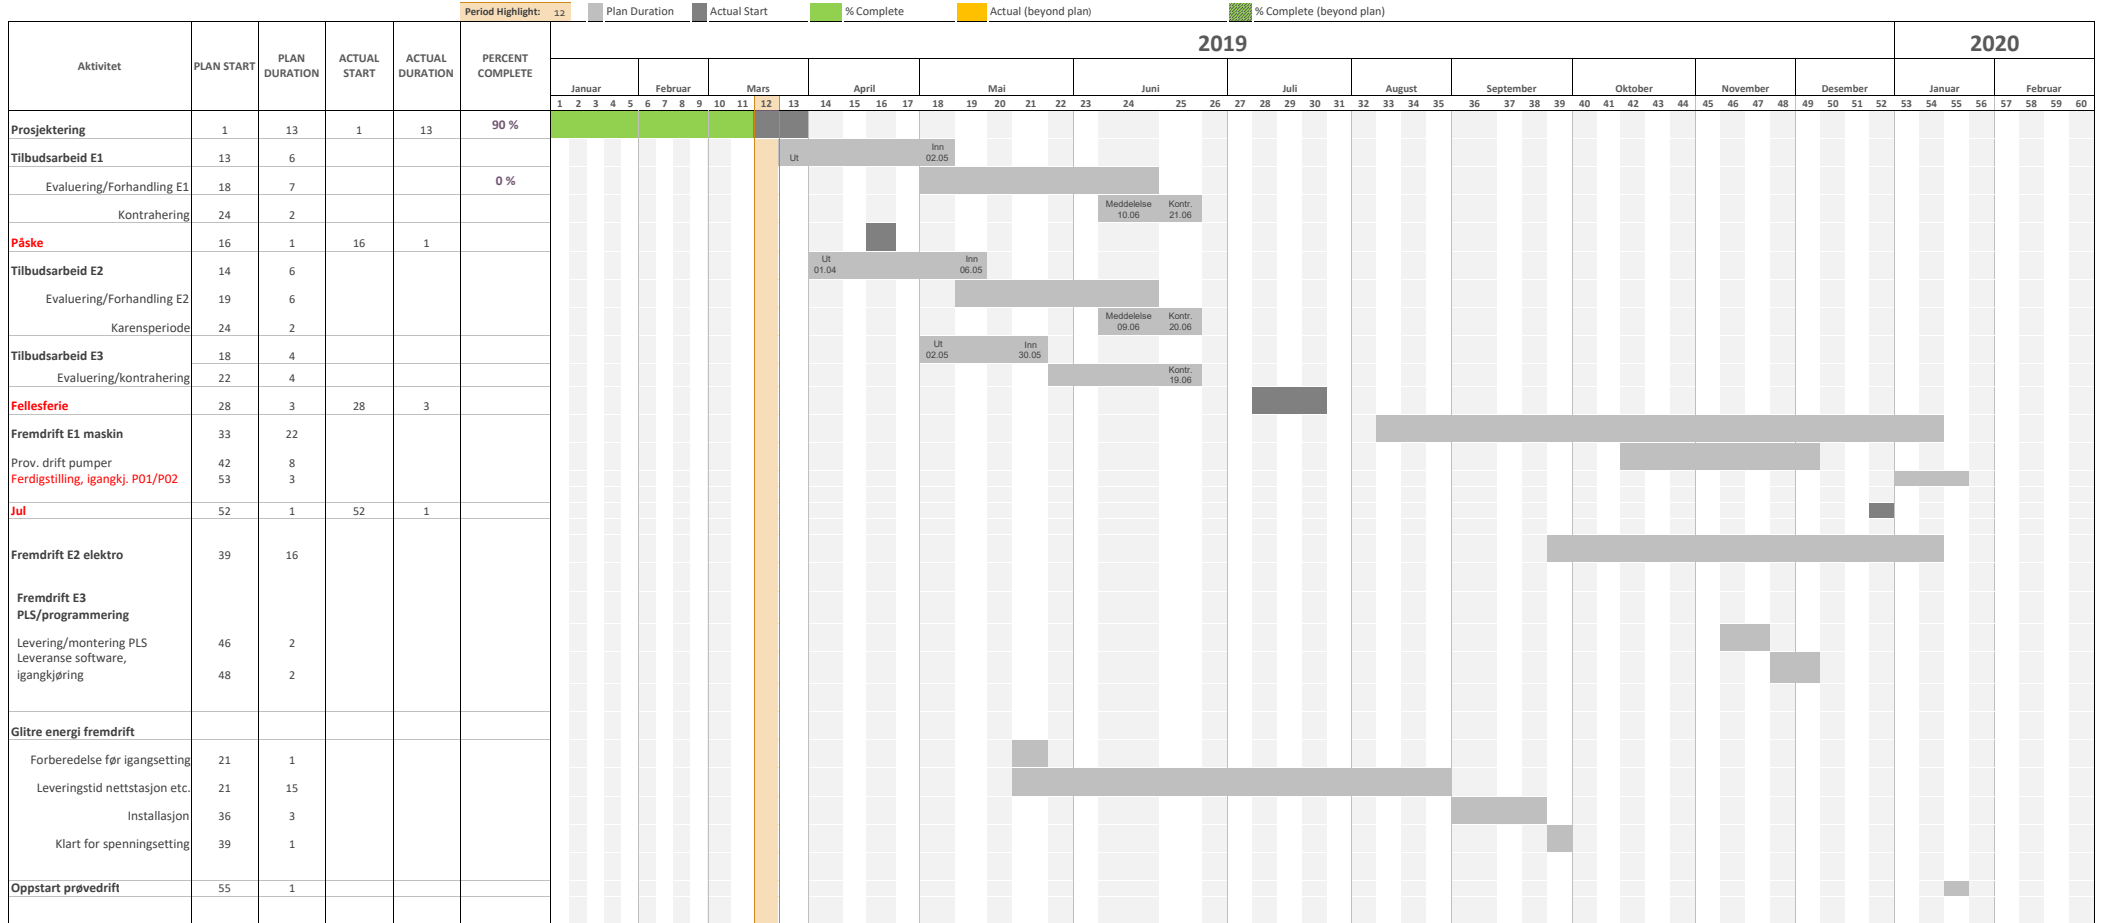 Period Highlight: 12 Plan Duration Actual Start % Complete Actual (beyond plan) % Complete (beyond plan)
2019 2020
Aktivitet PLAN START PLAN DURATION ACTUAL START ACTUAL DURATION PERCENT COMPLETE
Januar Februar Mars April Mai Juni Juli August September Oktober November Desember Januar Februar
1 2 3 4 5 6 7 8 9 10 11 12 13 14 15 16 17 18 19 20 21 22 23 24 25 26 27 28 29 30 31 32 33 34 35 36 37 38 39 40 41 42 43 44 45 46 47 48 49 50 51 52 53 54 55 56 57 58 59 60
Prosjektering 1 13 1 13 90 %
Tilbudsarbeid E1 13 6 Ut Inn 02.05
Evaluering/Forhandling E1 18 7 0 %
Kontrahering 24 2 Meddelelse 10.06 Kontr. 21.06
Påske 16 1 16 1
Tilbudsarbeid E2 14 6 Ut 01.04 Inn 06.05
Evaluering/Forhandling E2 19 6
Karensperiode 24 2 Meddelelse 09.06 Kontr. 20.06
Tilbudsarbeid E3 18 4 Ut 02.05 Inn 30.05
Evaluering/kontrahering 22 4 Kontr. 19.06
Fellesferie 28 3 28 3
Fremdrift E1 maskin 33 22
Prov. drift pumper 42 8
Ferdigstilling, igangkj. P01/P02 53 3
Jul 52 1 52 1
Fremdrift E2 elektro 39 16
Fremdrift E3
PLS/programmering
Levering/montering PLS 46 2
Leveranse software,
igangkjøring 48 2
Glitre energi fremdrift
Forberedelse før igangsetting 21 1
Leveringstid nettstasjon etc. 21 15
Installasjon 36 3
Klart for spenningsetting 39 1
Oppstart prøvedrift 55 1